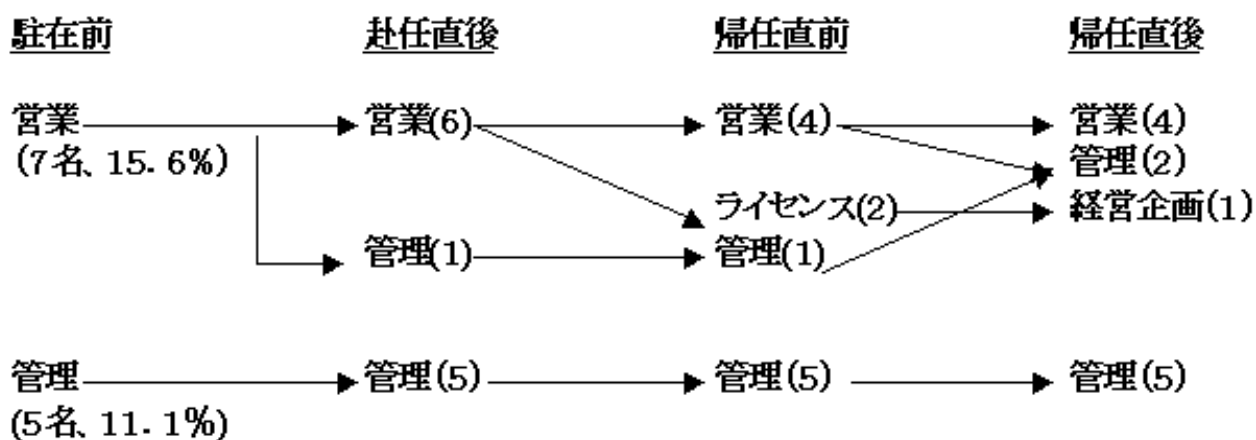 駐在前 赴任直後 帰任直前 帰任直後
営業 営業(6) 営業(4) 営業(4)
(7名、15.6%) 管理(2)
ライセンス(2) 経営企画(1)
管理(1) 管理(1)
管理 管理(5) 管理(5) 管理(5)
(5名、11.1%)